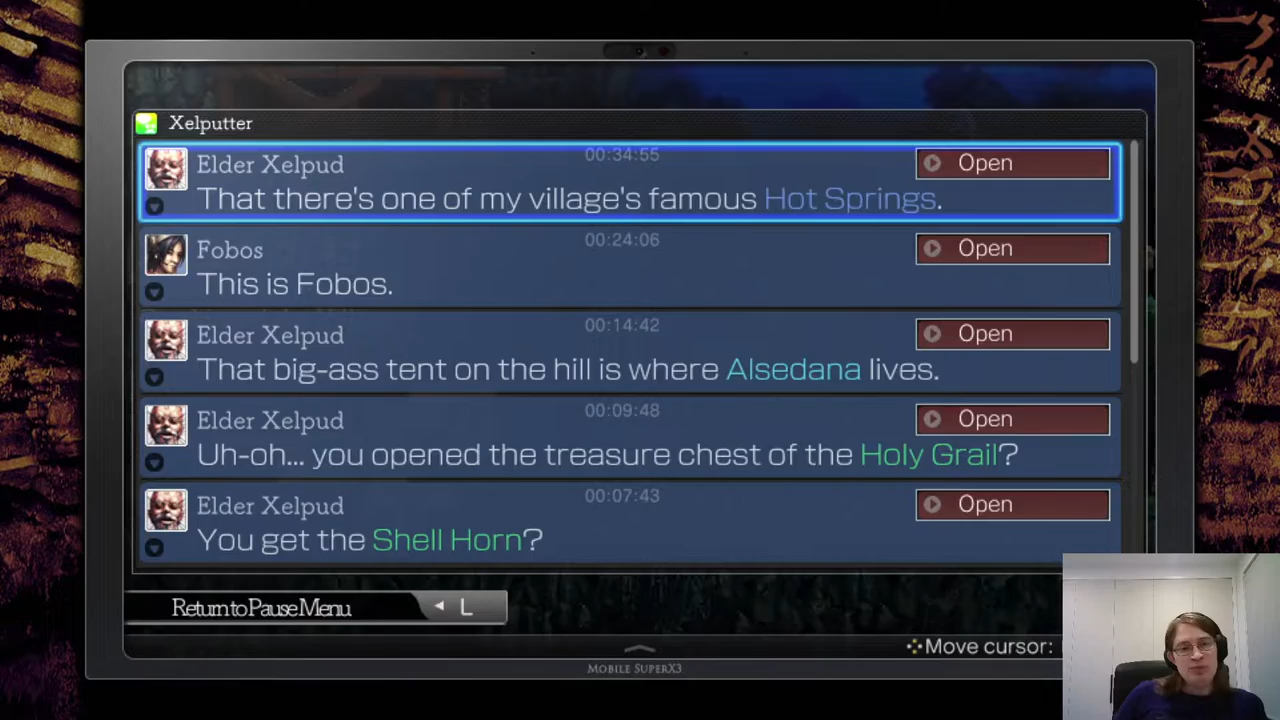 Xelputter
Elder Xelpud
00:34:55
Open
That there's one of my village's famous Hot Springs.
Fobos
00:24:06
Open
This is Fobos.
Elder Xelpud
00:14:42
Open
That big-ass tent on the hill is where Alsedana lives.
Elder Xelpud
00:09:48
Open
Uh-oh... you opened the treasure chest of the Holy Grail?
Elder Xelpud
00:07:43
Open
You get the Shell Horn?
Return to Pause Menu
L
Move cursor:
MOBILE SUPERX3